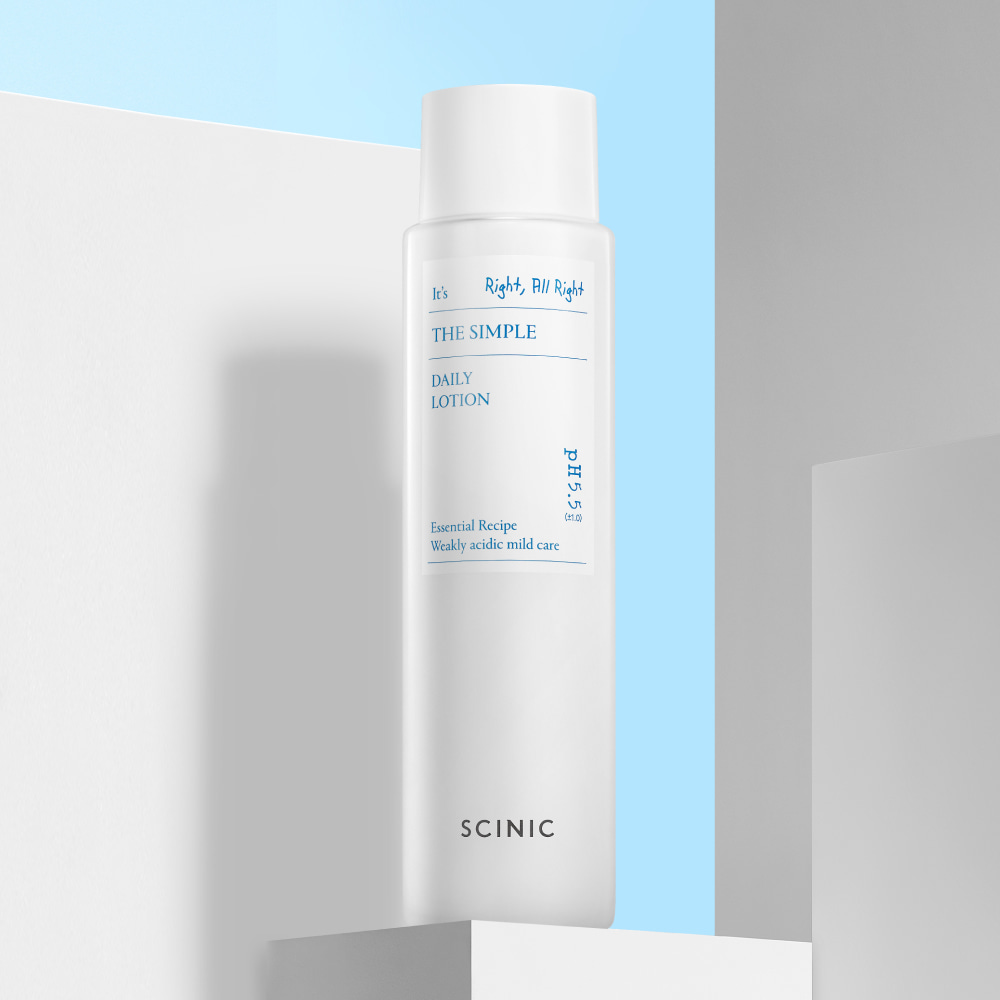 It's Right, All Right
THE SIMPLE
DAILY
LOTION
pH5.5
(±1.0)
Essential Recipe
Weakly acidic mild care
SCINIC